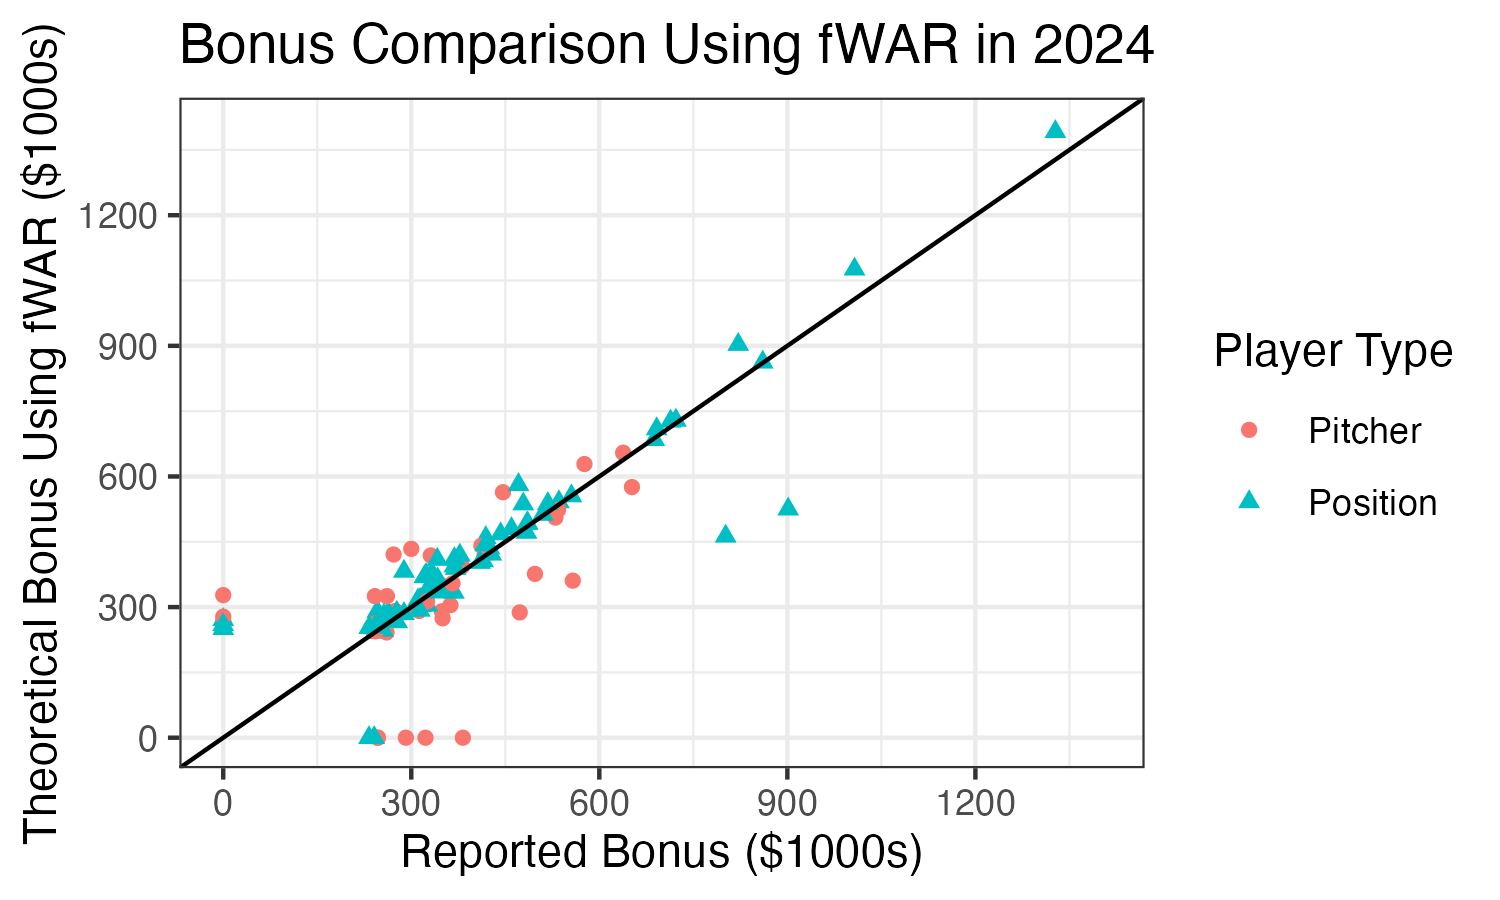 Bonus Comparison Using fWAR in 2024
Theoretical Bonus Using fWAR ($1000s)
1200
900
600
300
0
0 300 600 900 1200
Reported Bonus ($1000s)
Player Type
Pitcher
Position